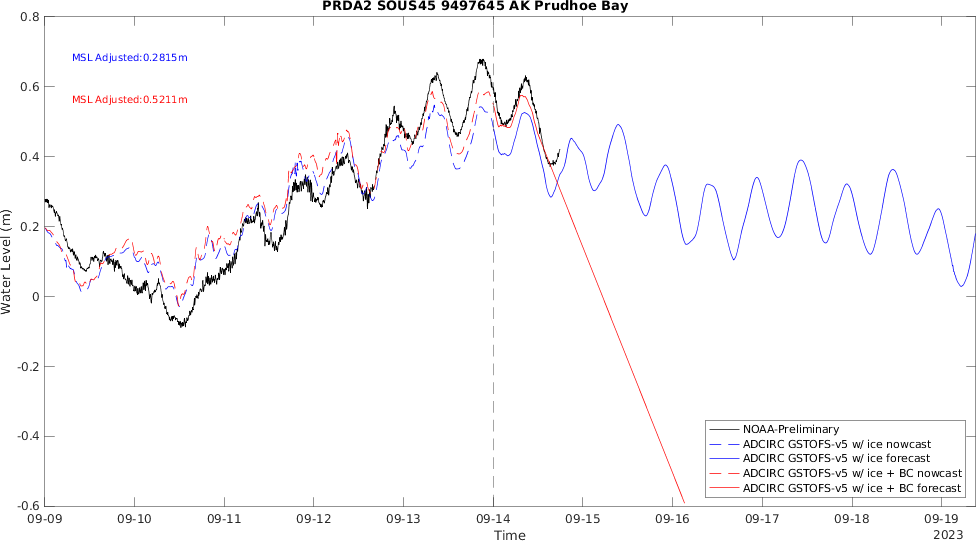 PRDA2 SOUS45 9497645 AK Prudhoe Bay
0.8
MSL Adjusted:0.2815m
0.6
MSL Adjusted:0.5211m
0.4
0.2
0
-0.2
-0.4
-0.6
Water Level (m)
NOAA-Preliminary
ADCIRC GSTOFS-v5 w/ ice nowcast
ADCIRC GSTOFS-v5 w/ ice forecast
ADCIRC GSTOFS-v5 w/ ice + BC nowcast
ADCIRC GSTOFS-v5 w/ ice + BC forecast
09-09 09-10 09-11 09-12 09-13 09-14 09-15 09-16 09-17 09-18 09-19
Time
2023